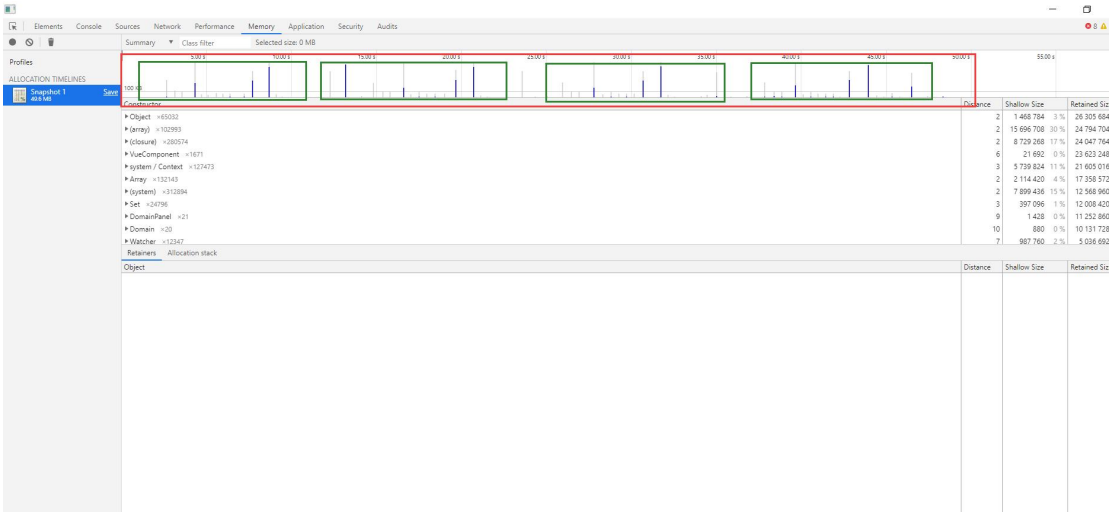 Elements Console Sources Network Performance Memory Application Security Audits 8
Summary ▼ Class filter Selected size: 0 MB
Profiles
ALLOCATION TIMELINES
Snapshot 1 Save
49.6 MB
5.00 s 10.00 s 15.00 s 20.00 s 25.00 s 30.00 s 35.00 s 40.00 s 45.00 s 50.00 s 55.00 s
100 KB
Constructor Distance Shallow Size Retained Siz
Object ×65032 2 1 468 784 3 % 26 305 684
(array) ×102993 2 15 696 708 30 % 24 794 704
(closure) ×280574 2 8 729 268 17 % 24 047 764
VueComponent ×1671 6 21 692 0 % 23 623 248
system / Context ×127473 3 5 739 824 11 % 21 605 016
Array ×132143 2 2 114 420 4 % 17 358 572
(system) ×312894 2 7 899 436 15 % 12 568 960
Set ×24796 3 397 096 1 % 12 008 420
DomainPanel ×21 9 1 428 0 % 11 252 860
Domain ×20 10 880 0 % 10 131 728
Watcher ×12347 7 987 760 2 % 5 036 692
Retainers Allocation stack
Object Distance Shallow Size Retained Siz